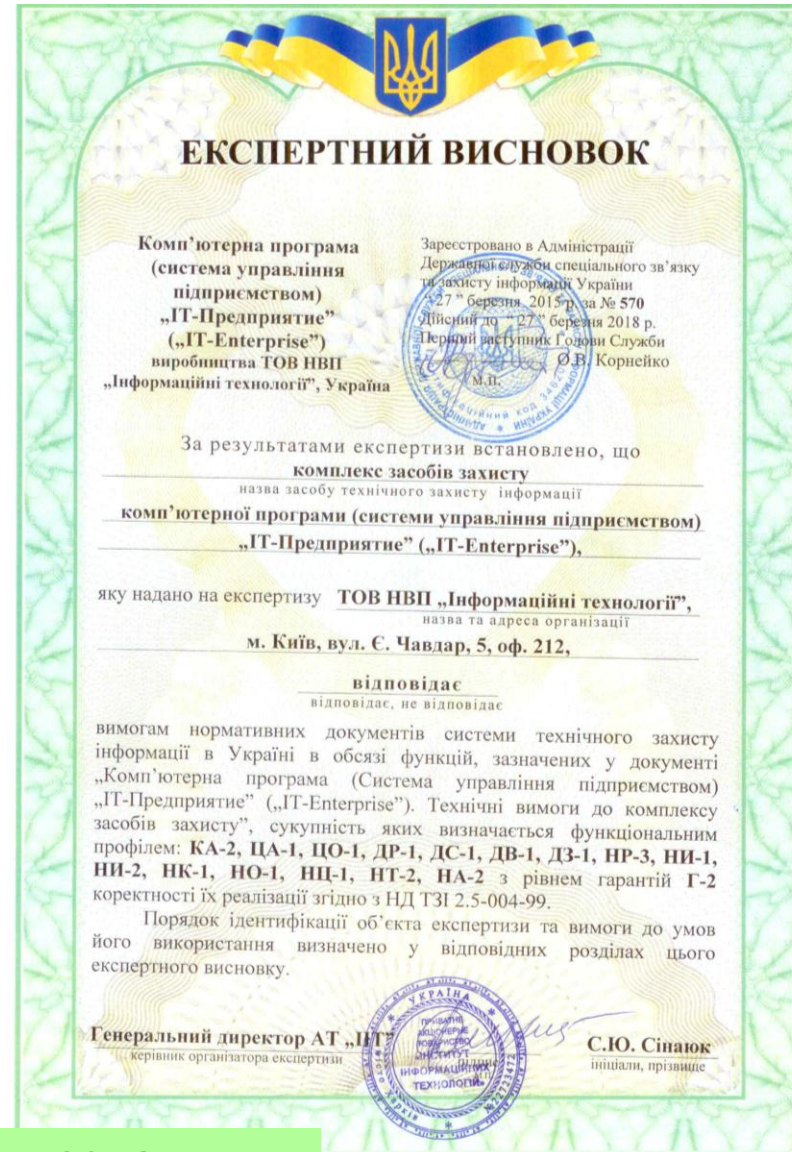 ЕКСПЕРТНИЙ ВИСНОВОК
Комп’ютерна програма
(система управління
підприємством)
„ІТ-Предприятие”
(„IT-Enterprise”)
виробництва ТОВ НВП
„Інформаційні технології”, Україна
Зареєстровано в Адміністрації
Державної служби спеціального зв’язку
та захисту інформації України
“ 27 ” березня 2015 р. за № 570
Дійсний до “ 27 ” березня 2018 р.
Перший заступник Голови Служби
О.В. Корнейко
М.П.
За результатами експертизи встановлено, що
комплекс засобів захисту
назва засобу технічного захисту інформації
комп’ютерної програми (системи управління підприємством)
„ІТ-Предприятие” („IT-Enterprise”),
яку надано на експертизу ТОВ НВП „Інформаційні технології”,
назва та адреса організації
м. Київ, вул. Є. Чавдар, 5, оф. 212,
відповідає
відповідає, не відповідає
вимогам нормативних документів системи технічного захисту
інформації в Україні в обсязі функцій, зазначених у документі
„Комп’ютерна програма (Система управління підприємством)
„ІТ-Предприятие” („IT-Enterprise”). Технічні вимоги до комплексу
засобів захисту”, сукупність яких визначається функціональним
профілем: КА-2, ЦА-1, ЦО-1, ДР-1, ДС-1, ДВ-1, ДЗ-1, НР-3, НИ-1,
НИ-2, НК-1, НО-1, НЦ-1, НТ-2, НА-2 з рівнем гарантій Г-2
коректності їх реалізації згідно з НД ТЗІ 2.5-004-99.
Порядок ідентифікації об’єкта експертизи та вимоги до умов
його використання визначено у відповідних розділах цього
експертного висновку.
Генеральний директор АТ „ІІТ”
керівник організатора експертизи
С.Ю. Сінаюк
ініціали, прізвище
УКРАЇНА
ПРИВАТНЕ
АКЦІОНЕРНЕ
ТОВАРИСТВО
«ІНСТИТУТ
ІНФОРМАЦІЙНИХ
ТЕХНОЛОГІЙ»
Харків
№22723472